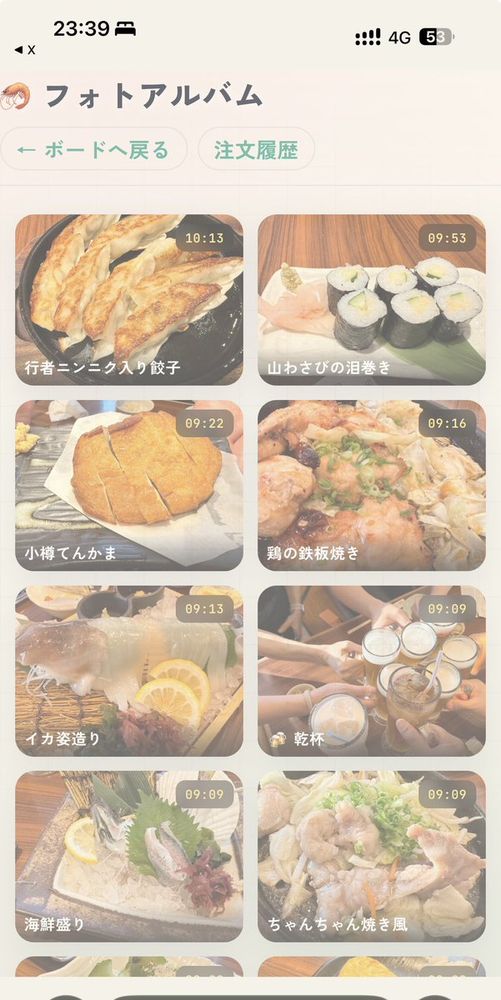 23:39
4G 53
◀ X
フォトアルバム
← ボードへ戻る 注文履歴
10:13
行者ニンニク入り餃子
09:53
山わさびの泪巻き
09:22
小樽てんかま
09:16
鶏の鉄板焼き
09:13
イカ姿造り
09:09
🍻 乾杯
09:09
海鮮盛り
09:09
ちゃんちゃん焼き風